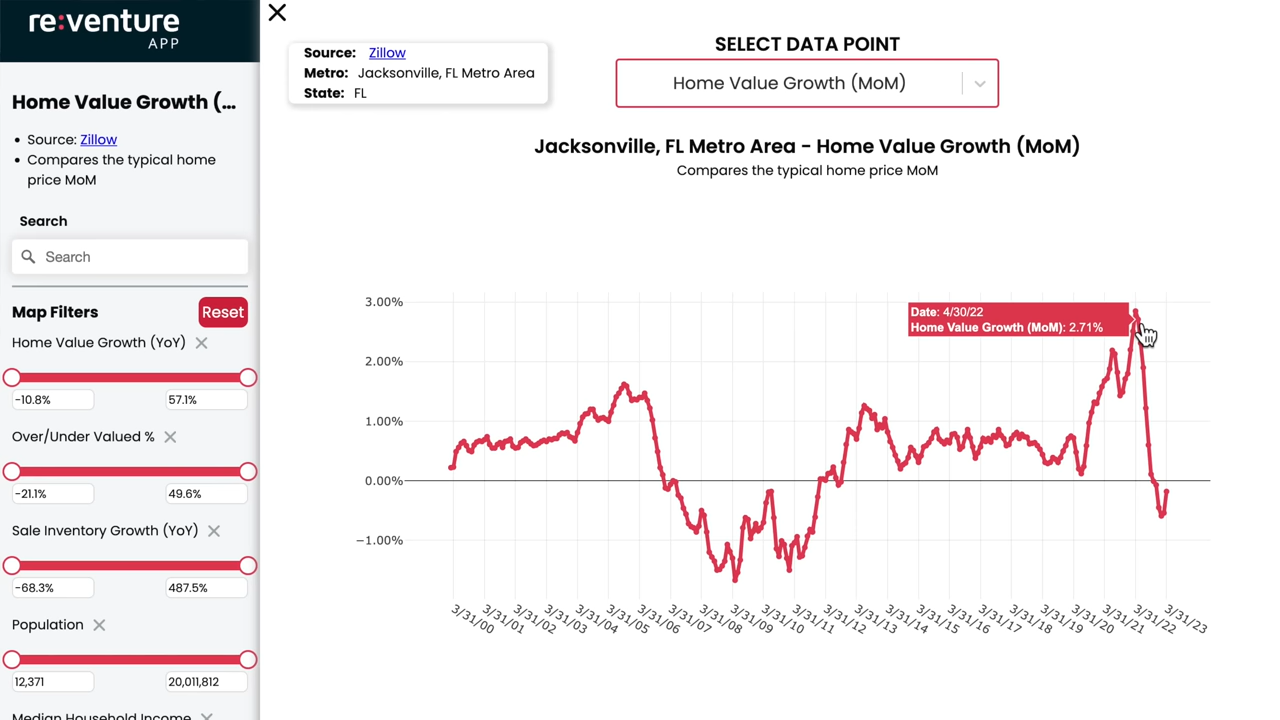 re:venture
APP
Home Value Growth (...
Source: Zillow
Compares the typical home
price MoM
Search
Search
Map Filters
Reset
Home Value Growth (YoY)
-10.8%
57.1%
Over/Under Valued %
-21.1%
49.6%
Sale Inventory Growth (YoY)
-68.3%
487.5%
Population
12,371
20,011,812
Median Household Income
Source: Zillow
Metro: Jacksonville, FL Metro Area
State: FL
SELECT DATA POINT
Home Value Growth (MoM)
Jacksonville, FL Metro Area - Home Value Growth (MoM)
Compares the typical home price MoM
3.00%
2.00%
1.00%
0.00%
−1.00%
Date: 4/30/22
Home Value Growth (MoM): 2.71%
3/31/00
3/31/01
3/31/02
3/31/03
3/31/04
3/31/05
3/31/06
3/31/07
3/31/08
3/31/09
3/31/10
3/31/11
3/31/12
3/31/13
3/31/14
3/31/15
3/31/16
3/31/17
3/31/18
3/31/19
3/31/20
3/31/21
3/31/22
3/31/23